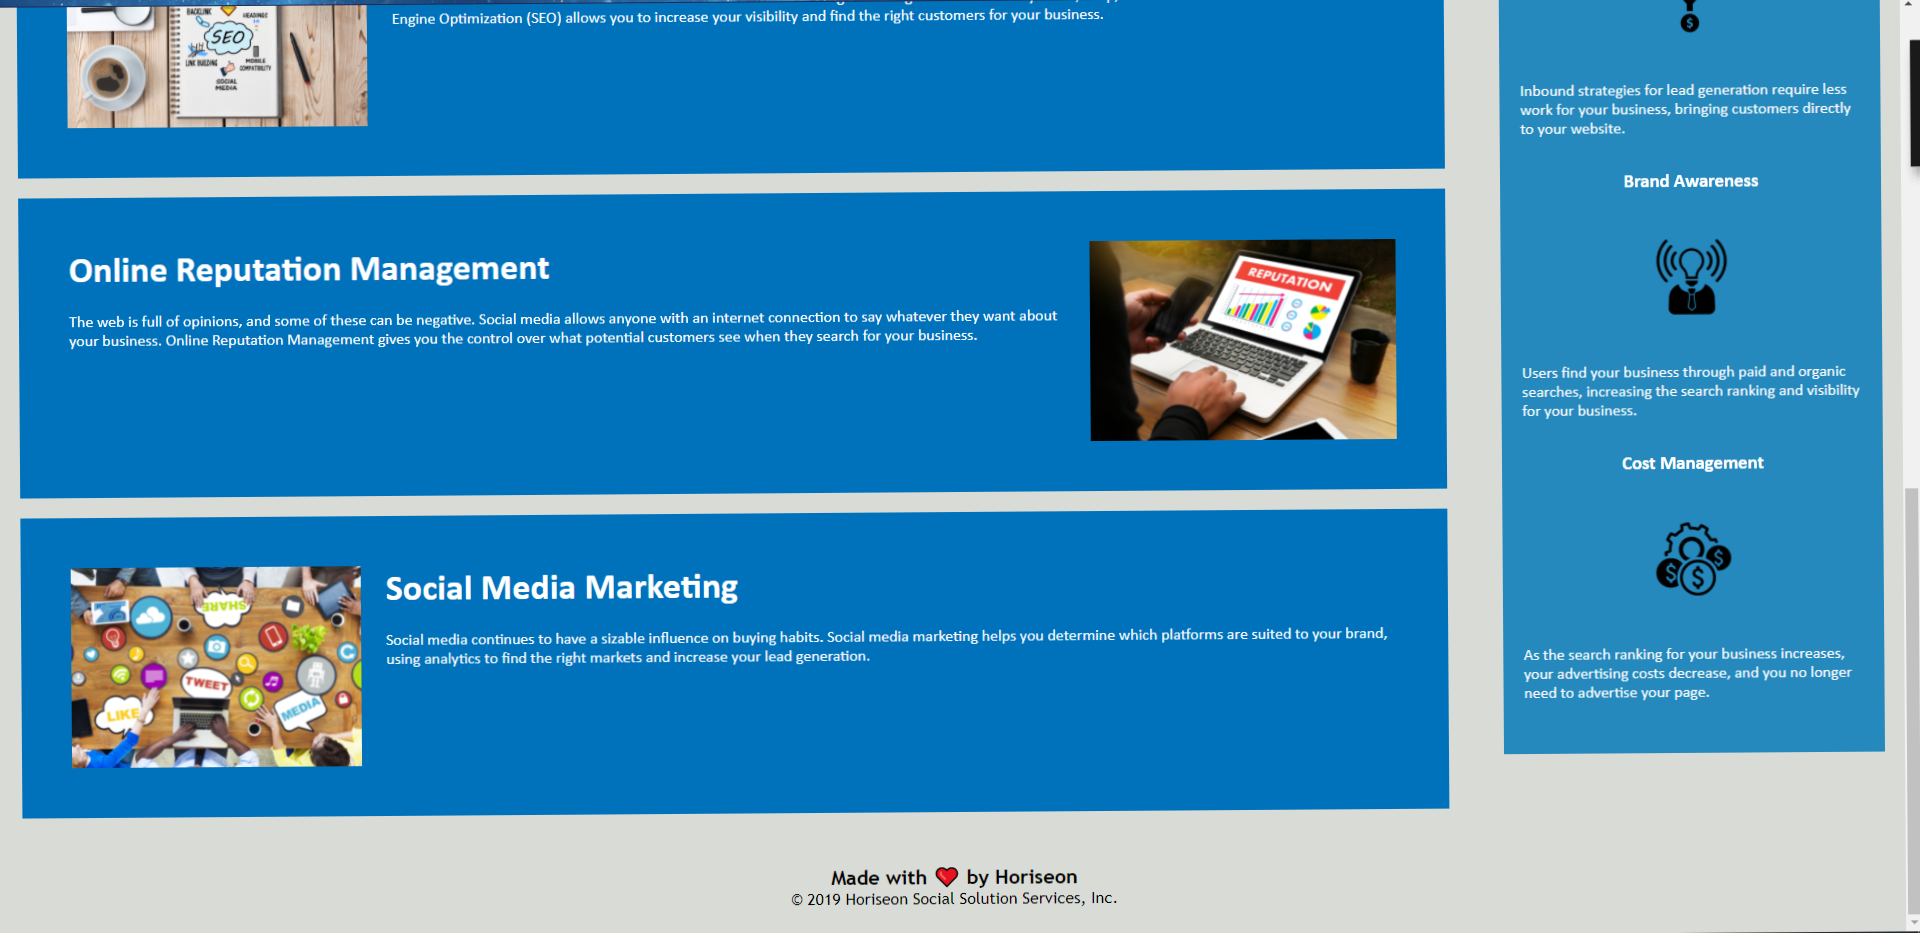 BACKLINK
HEADINGS
SEO
LINK BUILDING
MOBILE
COMPATIBILITY
SOCIAL
MEDIA
Engine Optimization (SEO) allows you to increase your visibility and find the right customers for your business.
Online Reputation Management
The web is full of opinions, and some of these can be negative. Social media allows anyone with an internet connection to say whatever they want about
your business. Online Reputation Management gives you the control over what potential customers see when they search for your business.
REPUTATION
SHARE
TWEET
LIKE
MEDIA
Social Media Marketing
Social media continues to have a sizable influence on buying habits. Social media marketing helps you determine which platforms are suited to your brand,
using analytics to find the right markets and increase your lead generation.
Inbound strategies for lead generation require less
work for your business, bringing customers directly
to your website.
Brand Awareness
Users find your business through paid and organic
searches, increasing the search ranking and visibility
for your business.
Cost Management
As the search ranking for your business increases,
your advertising costs decrease, and you no longer
need to advertise your page.
Made with ❤️ by Horiseon
© 2019 Horiseon Social Solution Services, Inc.